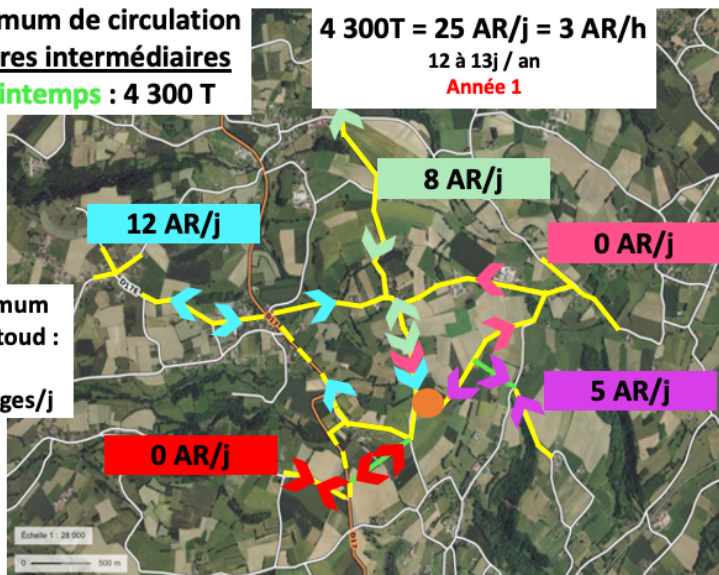 mum de circulation
res intermédiaires
intemps : 4 300 T
4 300T = 25 AR/j = 3 AR/h
12 à 13j / an
Année 1
8 AR/j
12 AR/j
0 AR/j
D17E
mum
toud :
ges/j
5 AR/j
0 AR/j
Échelle 1 : 28 000
0 500 m
D17